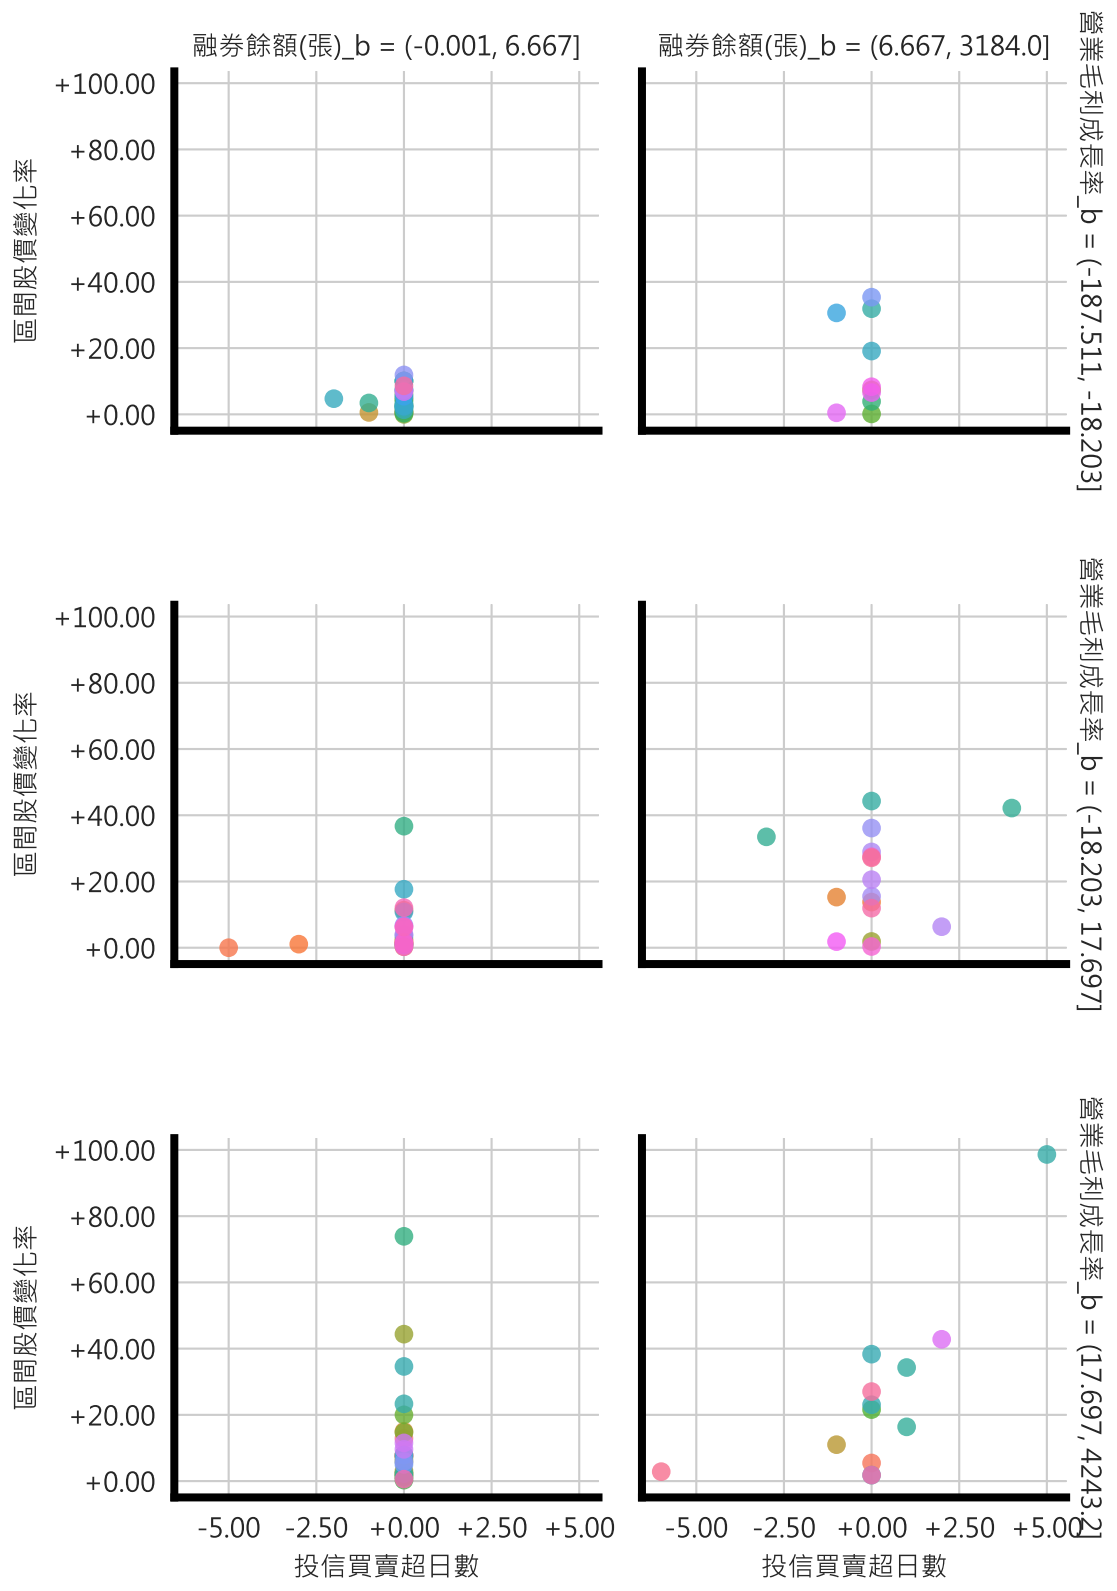 融券餘額(張)_b = (-0.001, 6.667]
融券餘額(張)_b = (6.667, 3184.0]
營業毛利成長率_b = (-187.511, -18.203]
區間股價變化率
+100.00
+80.00
+60.00
+40.00
+20.00
+0.00
營業毛利成長率_b = (-18.203, 17.697]
區間股價變化率
+100.00
+80.00
+60.00
+40.00
+20.00
+0.00
營業毛利成長率_b = (17.697, 4243.2]
區間股價變化率
+100.00
+80.00
+60.00
+40.00
+20.00
+0.00
-5.00 -2.50 +0.00 +2.50 +5.00
-5.00 -2.50 +0.00 +2.50 +5.00
投信買賣超日數
投信買賣超日數